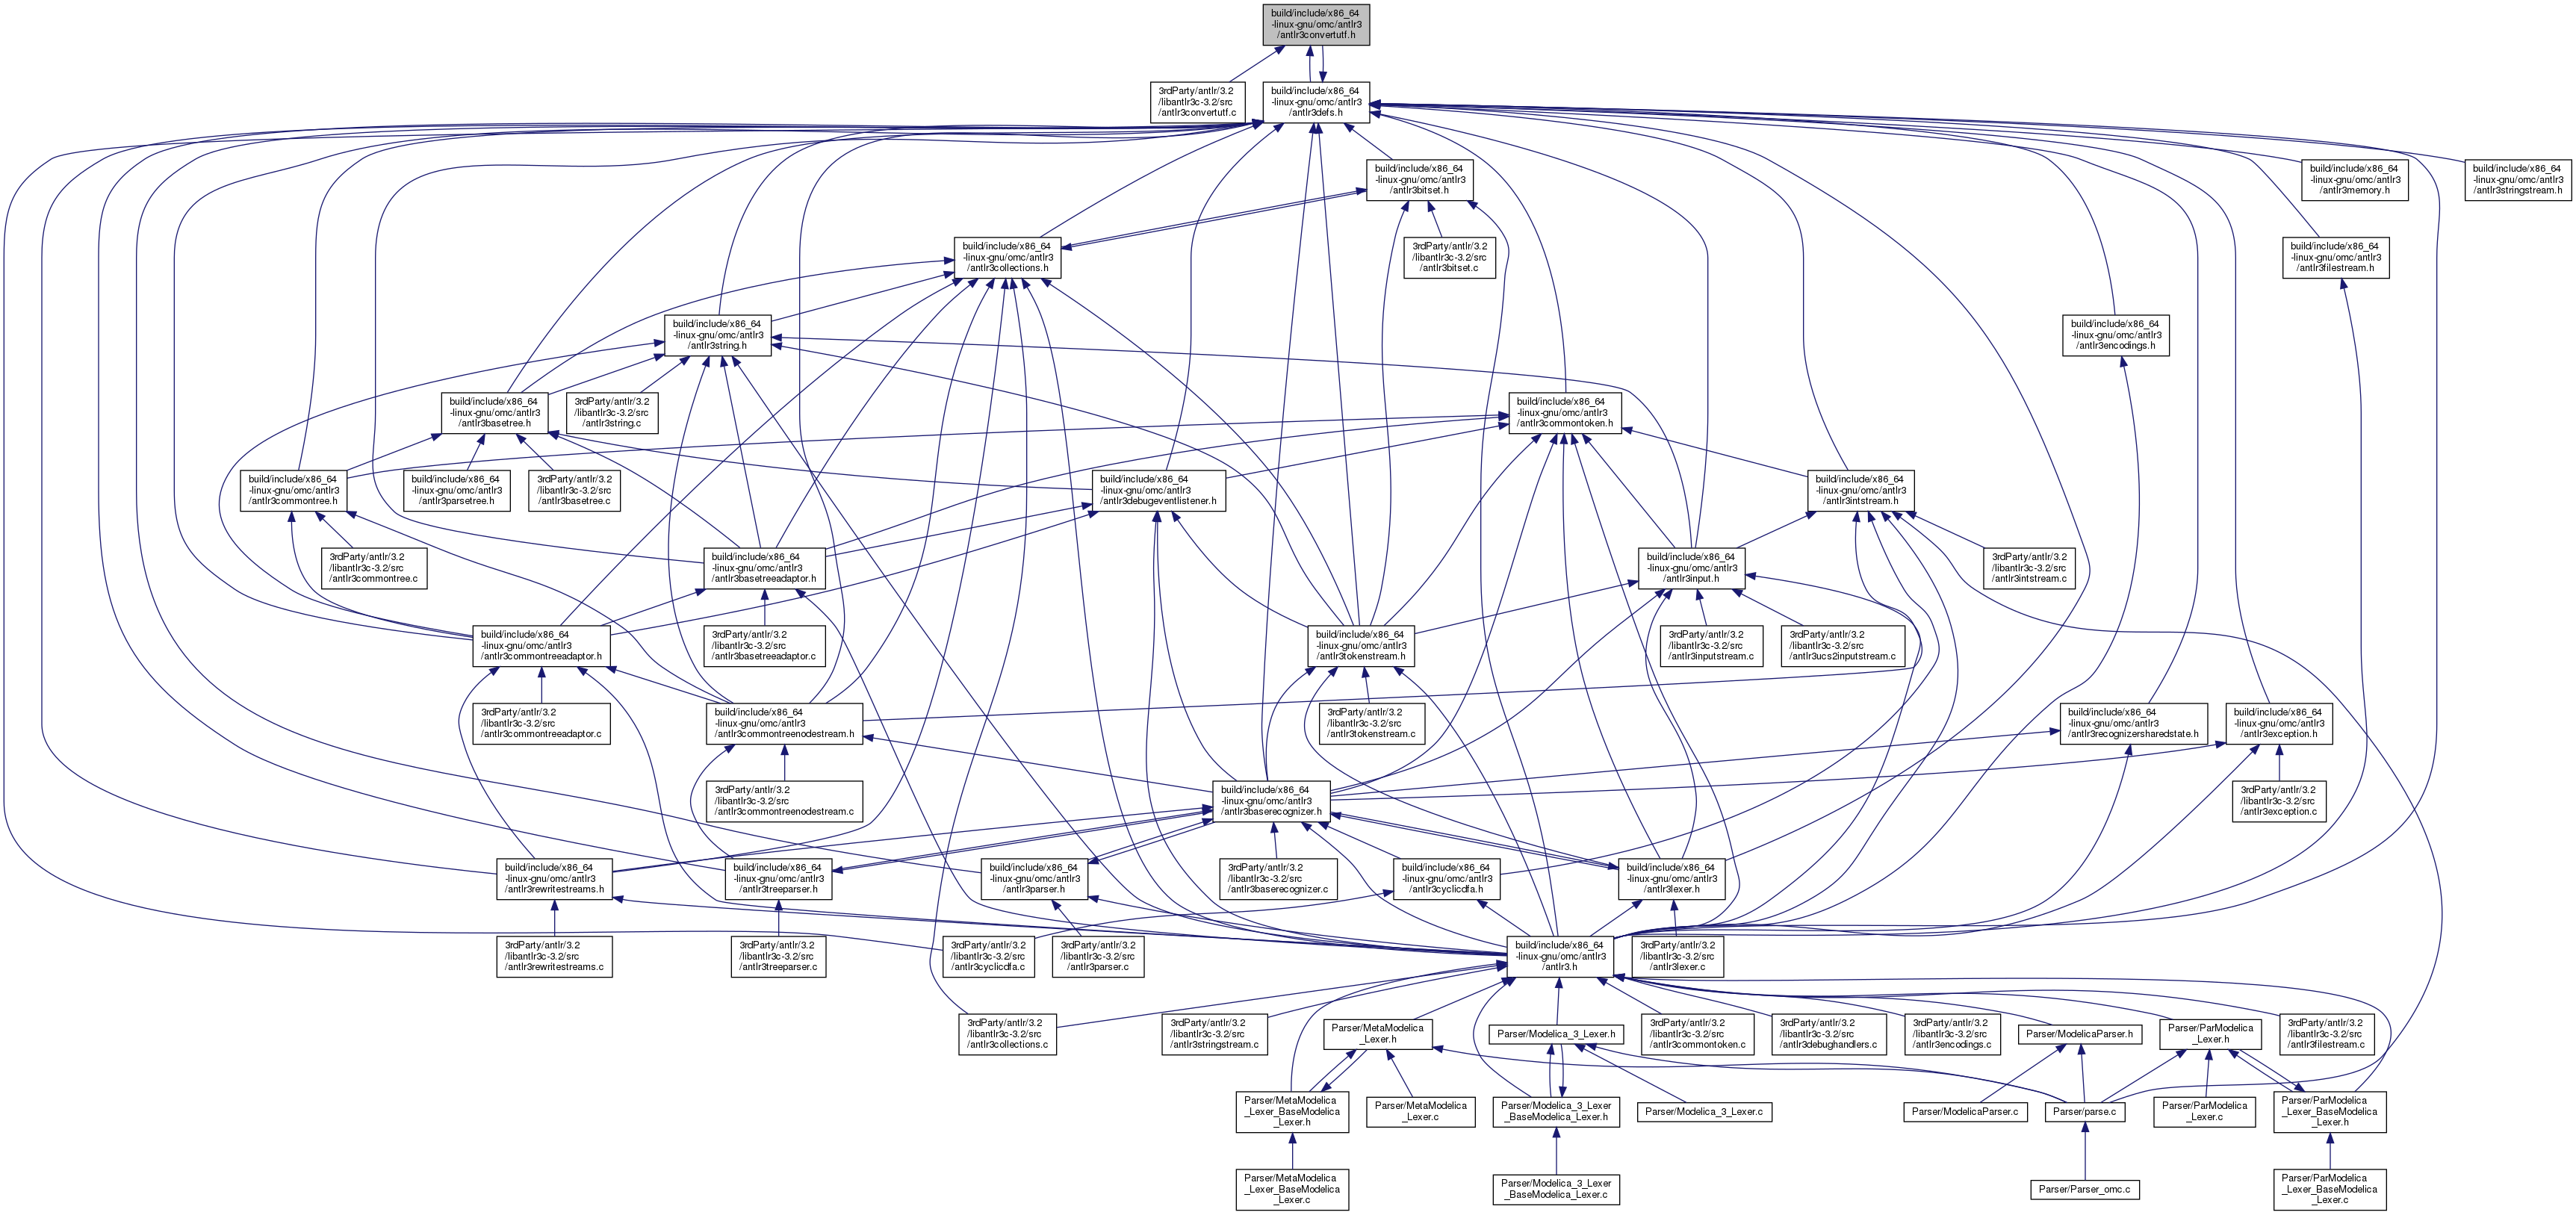 build/include/x86_64
-linux-gnu/omc/antlr3
/antlr3convertutf.h
3rdParty/antlr/3.2
/libantlr3c-3.2/src
/antlr3convertutf.c
build/include/x86_64
-linux-gnu/omc/antlr3
/antlr3defs.h
build/include/x86_64
-linux-gnu/omc/antlr3
/antlr3bitset.h
build/include/x86_64
-linux-gnu/omc/antlr3
/antlr3memory.h
build/include/x86_64
-linux-gnu/omc/antlr3
/antlr3stringstream.h
build/include/x86_64
-linux-gnu/omc/antlr3
/antlr3collections.h
3rdParty/antlr/3.2
/libantlr3c-3.2/src
/antlr3bitset.c
build/include/x86_64
-linux-gnu/omc/antlr3
/antlr3filestream.h
build/include/x86_64
-linux-gnu/omc/antlr3
/antlr3string.h
build/include/x86_64
-linux-gnu/omc/antlr3
/antlr3encodings.h
build/include/x86_64
-linux-gnu/omc/antlr3
/antlr3basetree.h
3rdParty/antlr/3.2
/libantlr3c-3.2/src
/antlr3string.c
build/include/x86_64
-linux-gnu/omc/antlr3
/antlr3commontoken.h
build/include/x86_64
-linux-gnu/omc/antlr3
/antlr3commontree.h
build/include/x86_64
-linux-gnu/omc/antlr3
/antlr3parsetree.h
3rdParty/antlr/3.2
/libantlr3c-3.2/src
/antlr3basetree.c
build/include/x86_64
-linux-gnu/omc/antlr3
/antlr3debugeventlistener.h
build/include/x86_64
-linux-gnu/omc/antlr3
/antlr3intstream.h
3rdParty/antlr/3.2
/libantlr3c-3.2/src
/antlr3commontree.c
build/include/x86_64
-linux-gnu/omc/antlr3
/antlr3basetreeadaptor.h
build/include/x86_64
-linux-gnu/omc/antlr3
/antlr3input.h
3rdParty/antlr/3.2
/libantlr3c-3.2/src
/antlr3intstream.c
build/include/x86_64
-linux-gnu/omc/antlr3
/antlr3commontreeadaptor.h
3rdParty/antlr/3.2
/libantlr3c-3.2/src
/antlr3basetreeadaptor.c
build/include/x86_64
-linux-gnu/omc/antlr3
/antlr3tokenstream.h
3rdParty/antlr/3.2
/libantlr3c-3.2/src
/antlr3inputstream.c
3rdParty/antlr/3.2
/libantlr3c-3.2/src
/antlr3ucs2inputstream.c
3rdParty/antlr/3.2
/libantlr3c-3.2/src
/antlr3commontreeadaptor.c
build/include/x86_64
-linux-gnu/omc/antlr3
/antlr3commontreenodestream.h
3rdParty/antlr/3.2
/libantlr3c-3.2/src
/antlr3tokenstream.c
build/include/x86_64
-linux-gnu/omc/antlr3
/antlr3recognizersharedstate.h
build/include/x86_64
-linux-gnu/omc/antlr3
/antlr3exception.h
3rdParty/antlr/3.2
/libantlr3c-3.2/src
/antlr3commontreenodestream.c
build/include/x86_64
-linux-gnu/omc/antlr3
/antlr3baserecognizer.h
3rdParty/antlr/3.2
/libantlr3c-3.2/src
/antlr3exception.c
build/include/x86_64
-linux-gnu/omc/antlr3
/antlr3rewritestreams.h
build/include/x86_64
-linux-gnu/omc/antlr3
/antlr3treeparser.h
build/include/x86_64
-linux-gnu/omc/antlr3
/antlr3parser.h
3rdParty/antlr/3.2
/libantlr3c-3.2/src
/antlr3baserecognizer.c
build/include/x86_64
-linux-gnu/omc/antlr3
/antlr3cyclicdfa.h
build/include/x86_64
-linux-gnu/omc/antlr3
/antlr3lexer.h
3rdParty/antlr/3.2
/libantlr3c-3.2/src
/antlr3rewritestreams.c
3rdParty/antlr/3.2
/libantlr3c-3.2/src
/antlr3treeparser.c
3rdParty/antlr/3.2
/libantlr3c-3.2/src
/antlr3cyclicdfa.c
3rdParty/antlr/3.2
/libantlr3c-3.2/src
/antlr3parser.c
build/include/x86_64
-linux-gnu/omc/antlr3
/antlr3.h
3rdParty/antlr/3.2
/libantlr3c-3.2/src
/antlr3lexer.c
3rdParty/antlr/3.2
/libantlr3c-3.2/src
/antlr3collections.c
3rdParty/antlr/3.2
/libantlr3c-3.2/src
/antlr3stringstream.c
Parser/MetaModelica
_Lexer.h
Parser/Modelica_3_Lexer.h
3rdParty/antlr/3.2
/libantlr3c-3.2/src
/antlr3commontoken.c
3rdParty/antlr/3.2
/libantlr3c-3.2/src
/antlr3debughandlers.c
3rdParty/antlr/3.2
/libantlr3c-3.2/src
/antlr3encodings.c
Parser/ModelicaParser.h
Parser/ParModelica
_Lexer.h
3rdParty/antlr/3.2
/libantlr3c-3.2/src
/antlr3filestream.c
Parser/MetaModelica
_Lexer_BaseModelica
_Lexer.h
Parser/MetaModelica
_Lexer.c
Parser/Modelica_3_Lexer
_BaseModelica_Lexer.h
Parser/Modelica_3_Lexer.c
Parser/ModelicaParser.c
Parser/parse.c
Parser/ParModelica
_Lexer.c
Parser/ParModelica
_Lexer_BaseModelica
_Lexer.h
Parser/MetaModelica
_Lexer_BaseModelica
_Lexer.c
Parser/Modelica_3_Lexer
_BaseModelica_Lexer.c
Parser/Parser_omc.c
Parser/ParModelica
_Lexer_BaseModelica
_Lexer.c